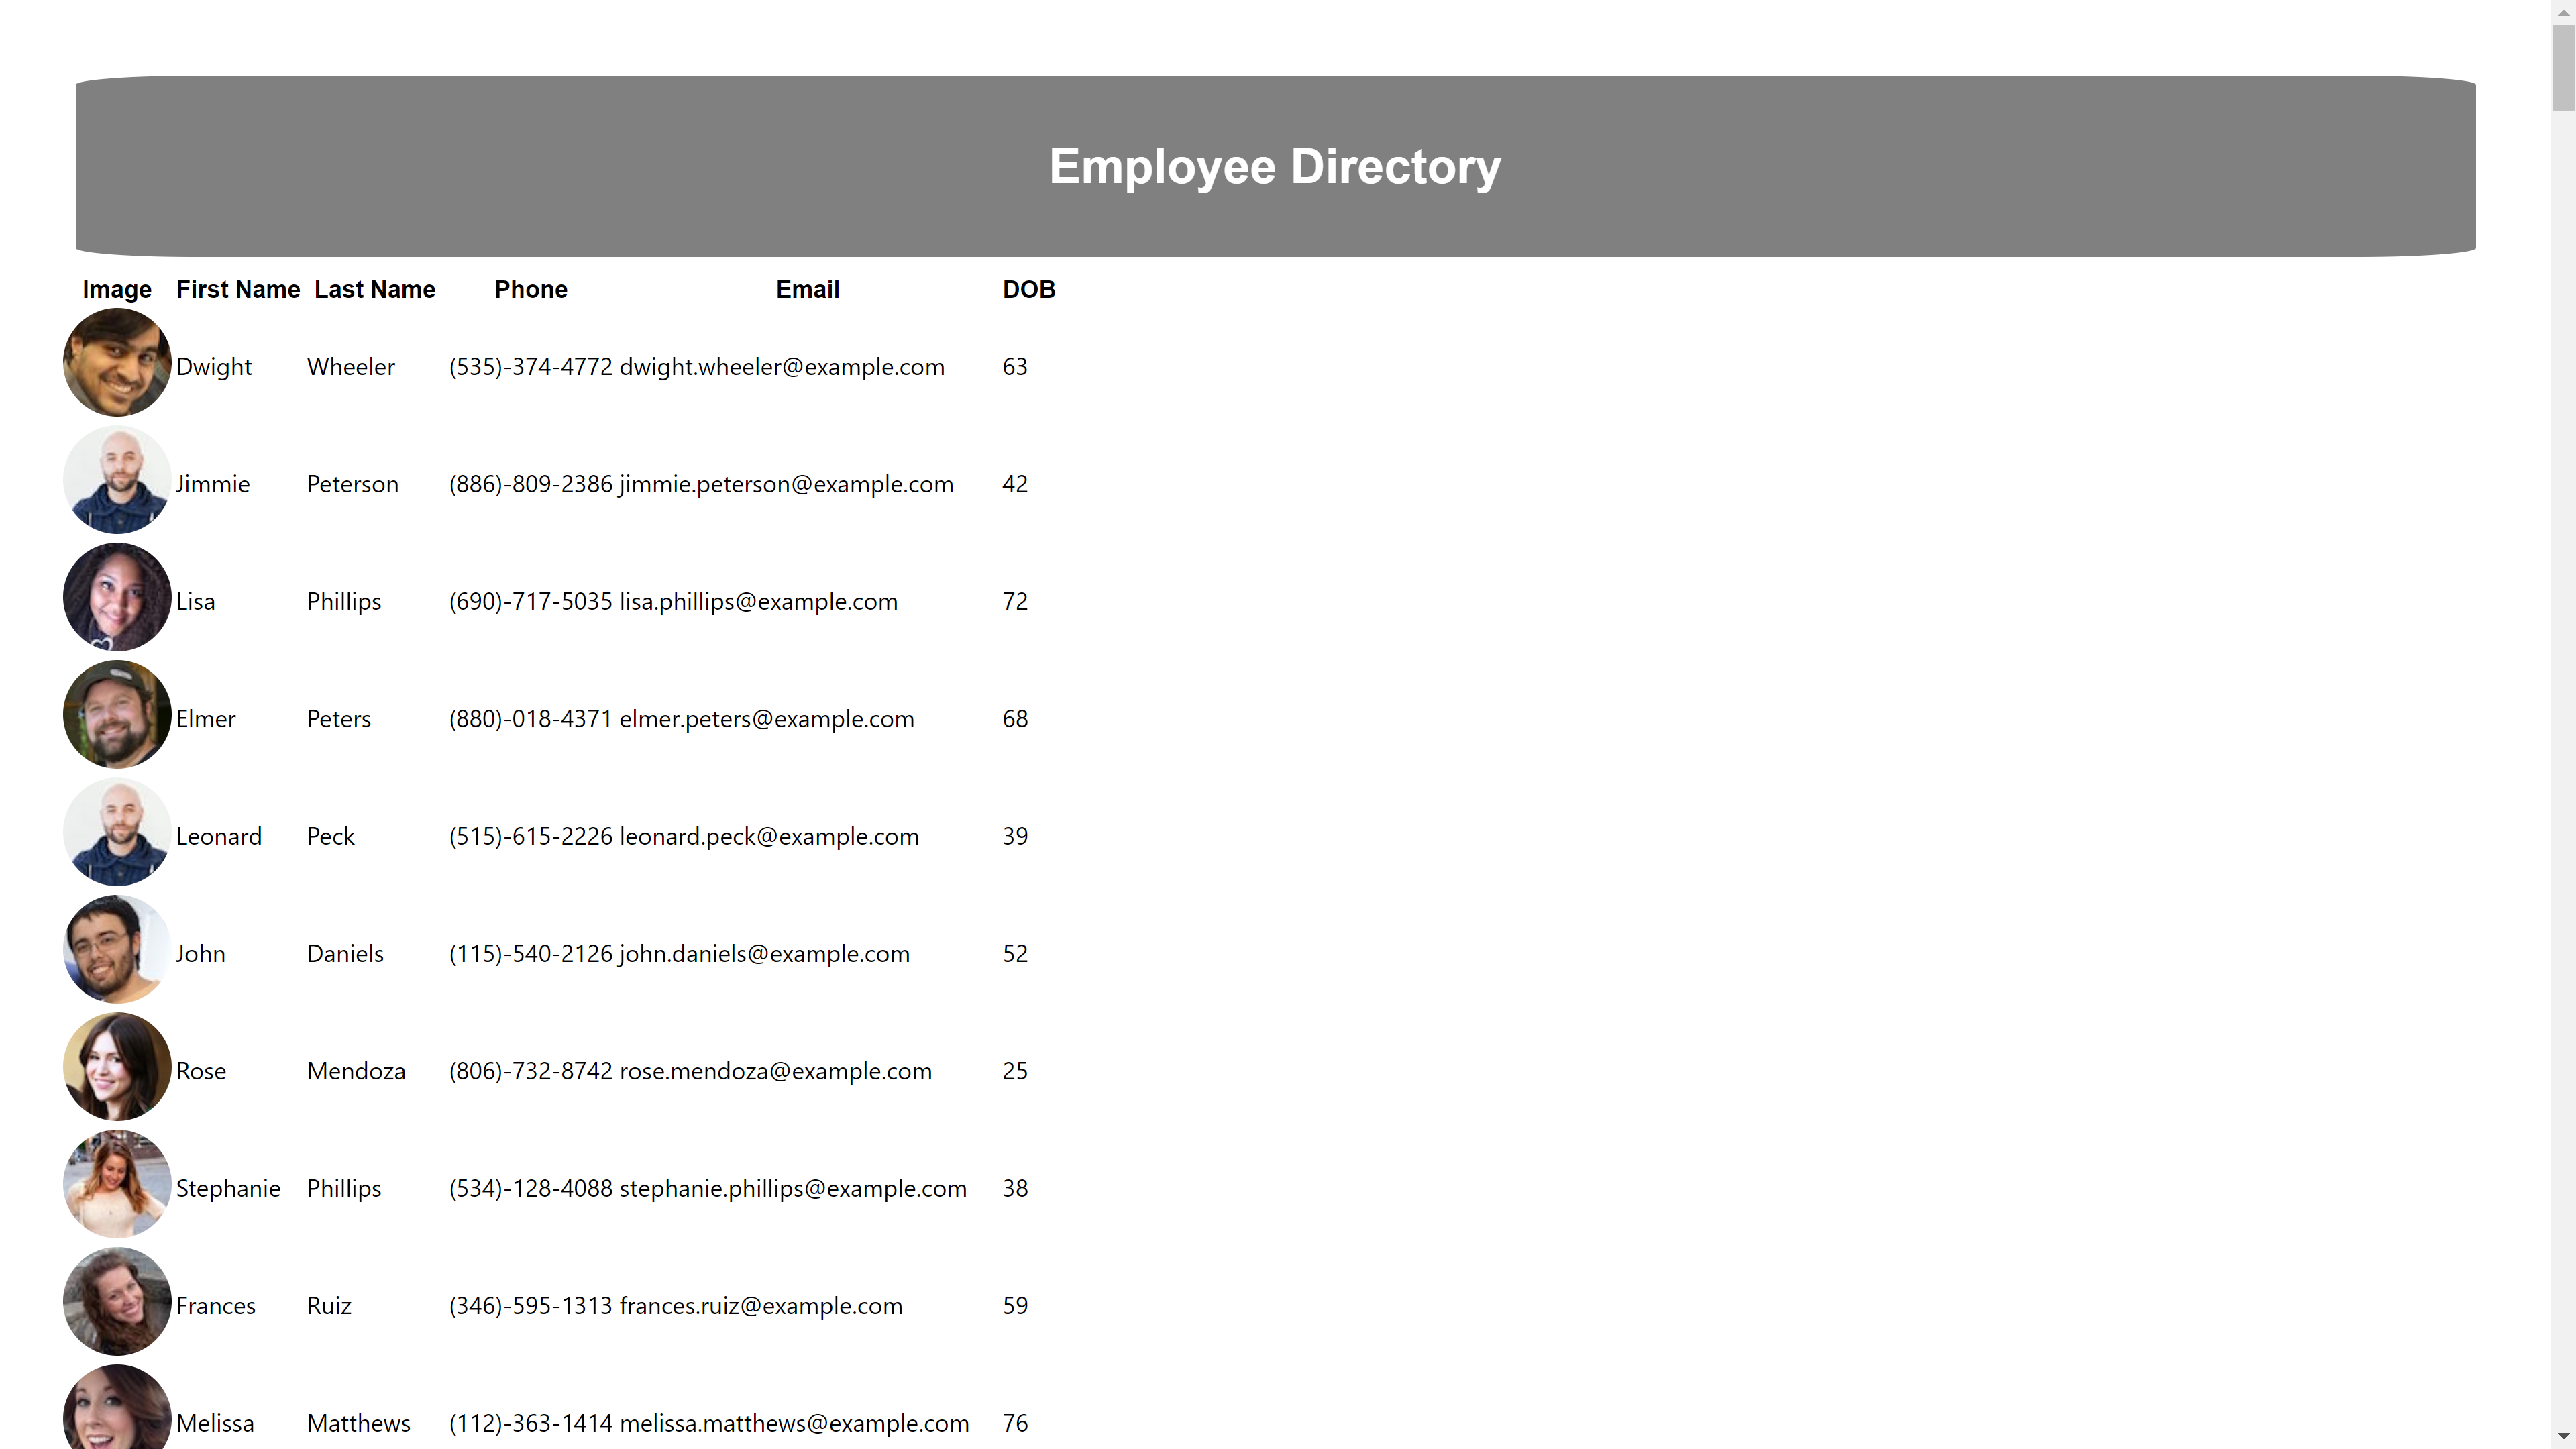 Employee Directory
Image First Name Last Name Phone Email DOB
Dwight Wheeler (535)-374-4772 dwight.wheeler@example.com 63
Jimmie Peterson (886)-809-2386 jimmie.peterson@example.com 42
Lisa Phillips (690)-717-5035 lisa.phillips@example.com 72
Elmer Peters (880)-018-4371 elmer.peters@example.com 68
Leonard Peck (515)-615-2226 leonard.peck@example.com 39
John Daniels (115)-540-2126 john.daniels@example.com 52
Rose Mendoza (806)-732-8742 rose.mendoza@example.com 25
Stephanie Phillips (534)-128-4088 stephanie.phillips@example.com 38
Frances Ruiz (346)-595-1313 frances.ruiz@example.com 59
Melissa Matthews (112)-363-1414 melissa.matthews@example.com 76